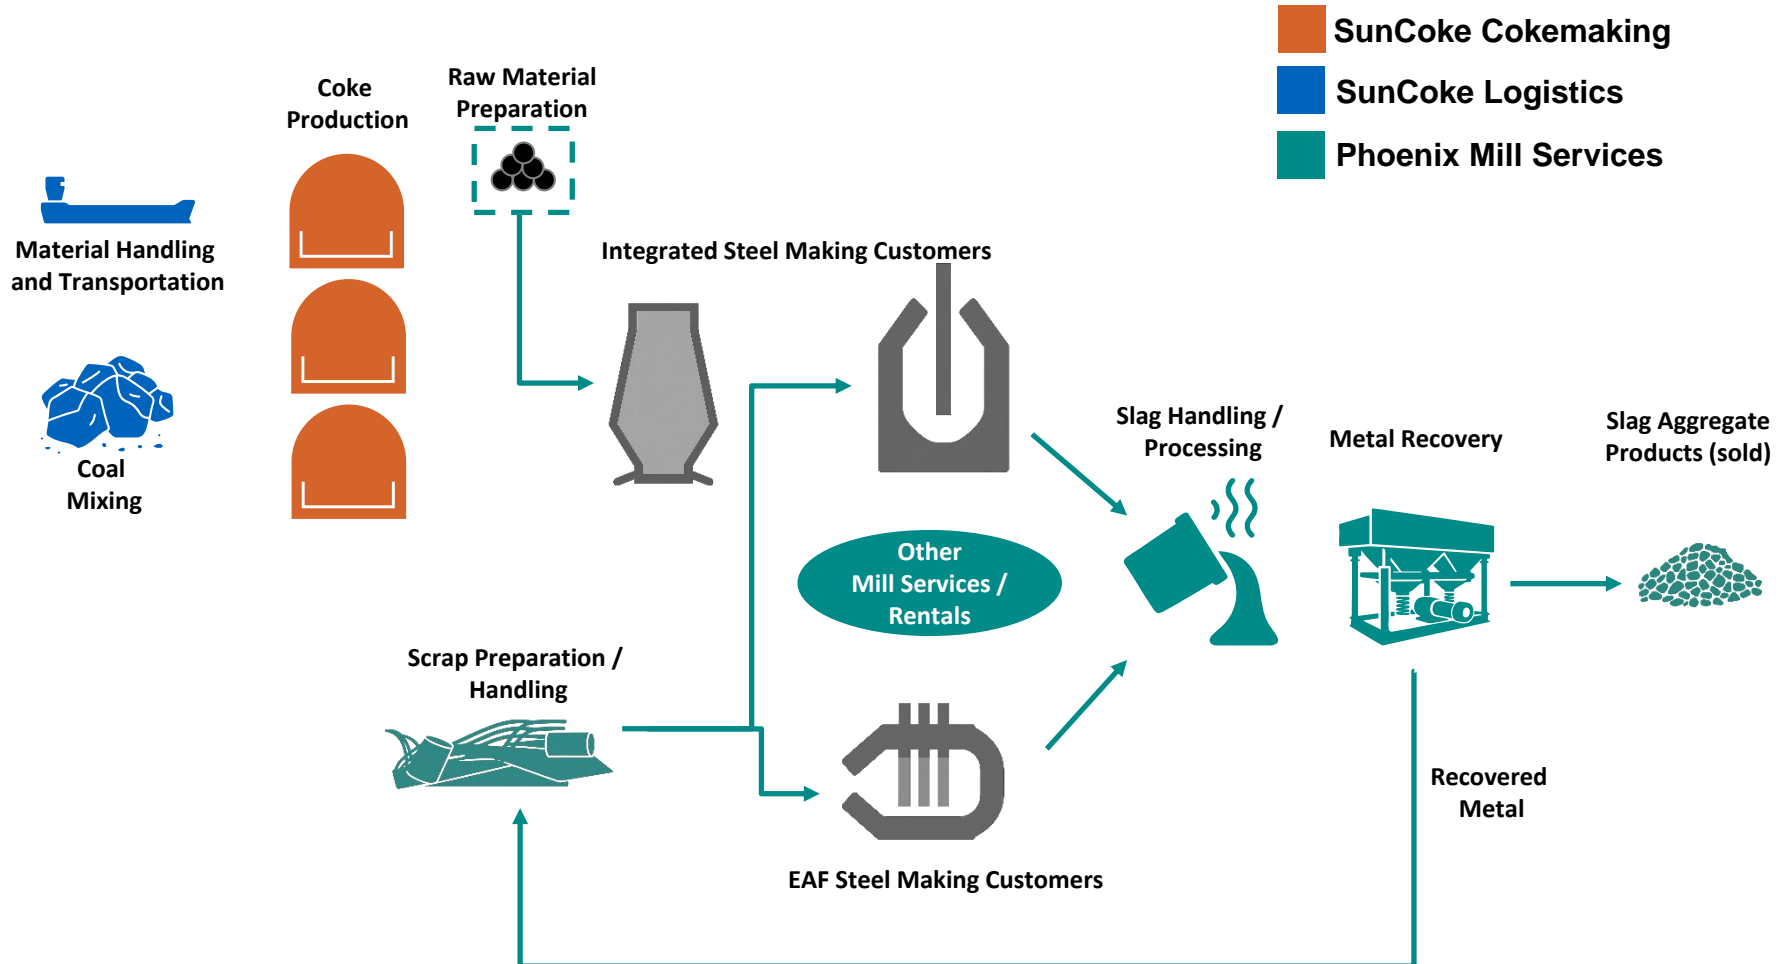 SunCoke Cokemaking
SunCoke Logistics
Phoenix Mill Services
Coke
Production
Raw Material
Preparation
Material Handling
and Transportation
Integrated Steel Making Customers
Coal
Mixing
Slag Handling /
Processing
Metal Recovery
Slag Aggregate
Products (sold)
Other
Mill Services /
Rentals
Scrap Preparation /
Handling
Recovered
Metal
EAF Steel Making Customers